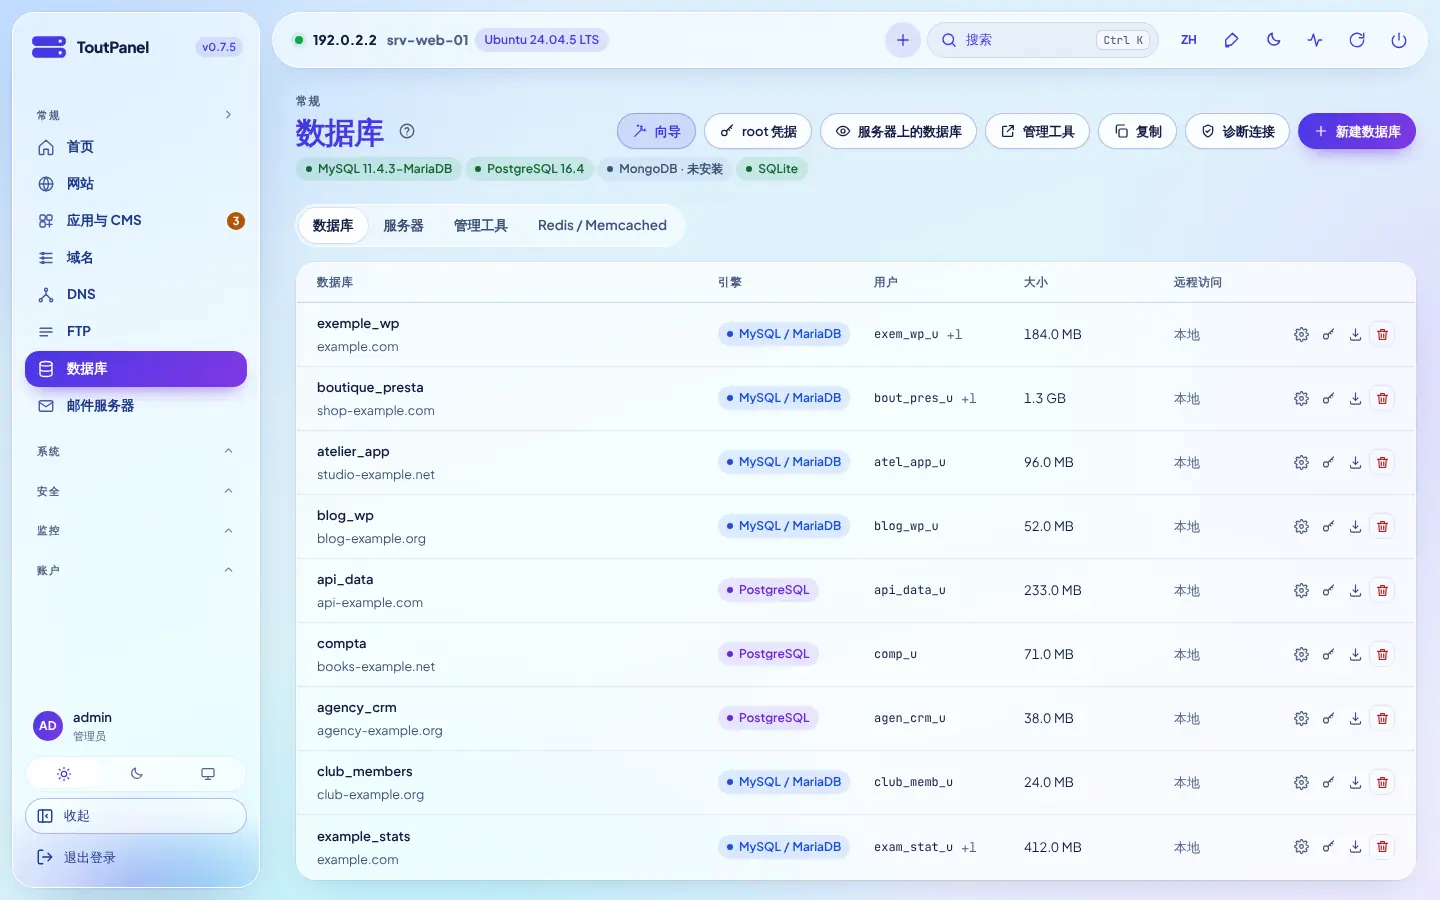 ToutPanel
v0.7.5
常规
首页
网站
应用与 CMS
3
域名
DNS
FTP
数据库
邮件服务器
系统
安全
监控
账户
AD
admin
管理员
收起
退出登录
192.0.2.2 srv-web-01 Ubuntu 24.04.5 LTS
搜索 Ctrl K
ZH
常规
数据库
向导
root 凭据
服务器上的数据库
管理工具
复制
诊断连接
新建数据库
MySQL 11.4.3-MariaDB
PostgreSQL 16.4
MongoDB · 未安装
SQLite
数据库 服务器 管理工具 Redis / Memcached
数据库 引擎 用户 大小 远程访问
exemple_wp
example.com
MySQL / MariaDB exem_wp_u +1 184.0 MB 本地
boutique_presta
shop-example.com
MySQL / MariaDB bout_pres_u +1 1.3 GB 本地
atelier_app
studio-example.net
MySQL / MariaDB atel_app_u 96.0 MB 本地
blog_wp
blog-example.org
MySQL / MariaDB blog_wp_u 52.0 MB 本地
api_data
api-example.com
PostgreSQL api_data_u 233.0 MB 本地
compta
books-example.net
PostgreSQL comp_u 71.0 MB 本地
agency_crm
agency-example.org
PostgreSQL agen_crm_u 38.0 MB 本地
club_members
club-example.org
MySQL / MariaDB club_memb_u 24.0 MB 本地
example_stats
example.com
MySQL / MariaDB exam_stat_u +1 412.0 MB 本地